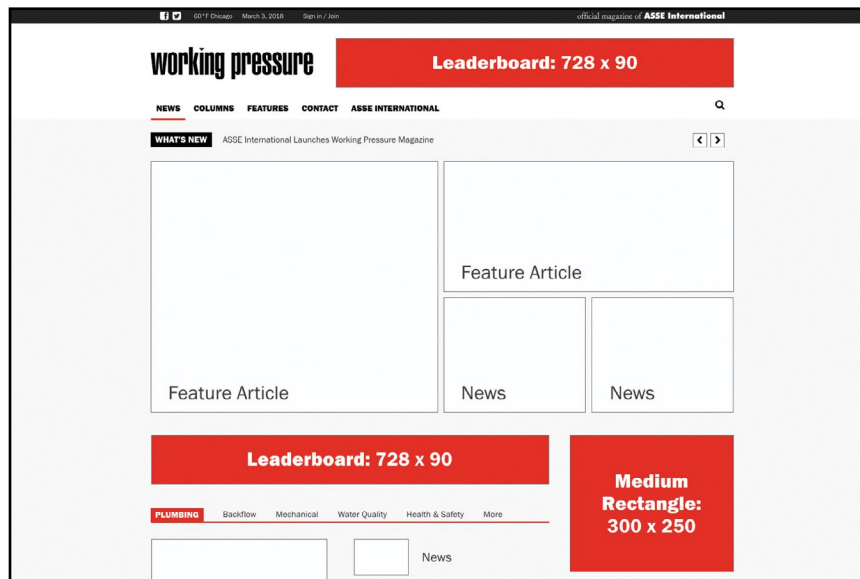 60°F Chicago March 3, 2018 Sign in / Join official magazine of ASSE International
working pressure
Leaderboard: 728 x 90
NEWS COLUMNS FEATURES CONTACT ASSE INTERNATIONAL
WHAT'S NEW ASSE International Launches Working Pressure Magazine
Feature Article
Feature Article
News
News
Leaderboard: 728 x 90
Medium
Rectangle:
300 x 250
PLUMBING Backflow Mechanical Water Quality Health & Safety More
News